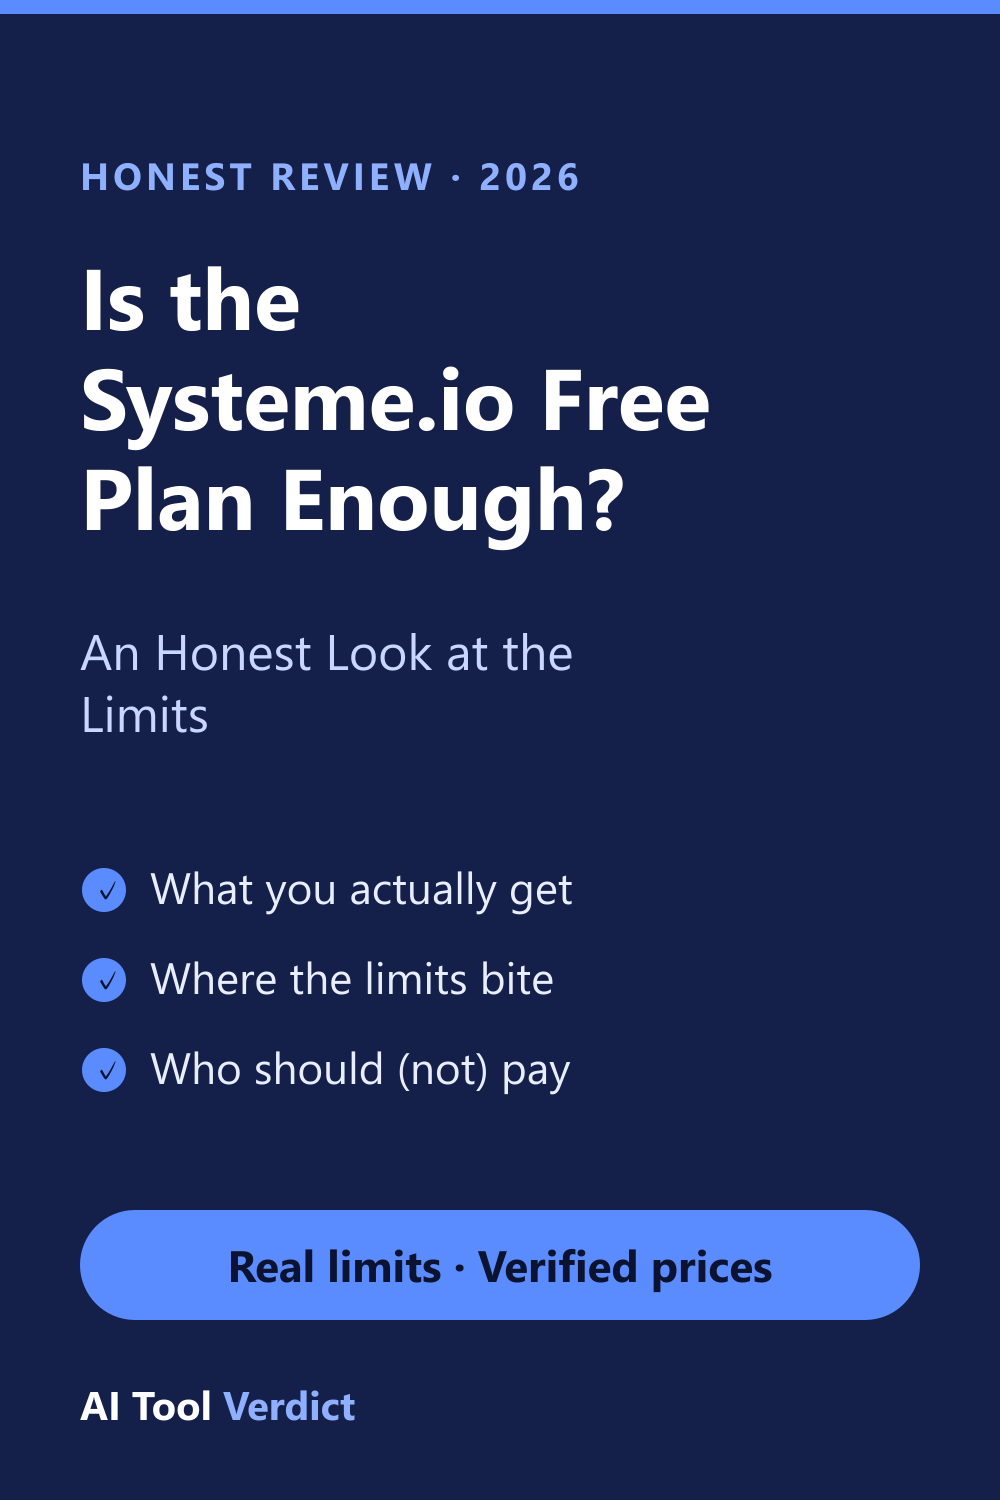 HONEST REVIEW · 2026
Is the
Systeme.io Free
Plan Enough?
An Honest Look at the
Limits
✓ What you actually get
✓ Where the limits bite
✓ Who should (not) pay
Real limits · Verified prices
AI Tool Verdict